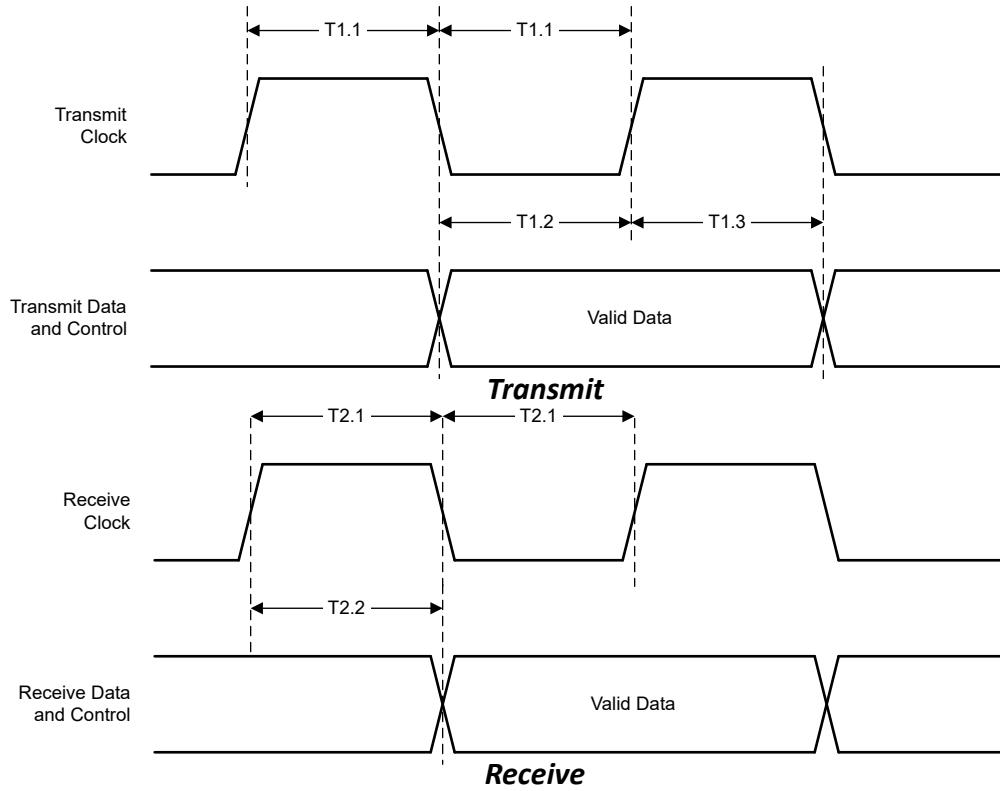 T1.1 T1.1
Transmit
Clock
T1.2 T1.3
Transmit Data
and Control
Valid Data
Transmit
T2.1 T2.1
Receive
Clock
T2.2
Receive Data
and Control
Valid Data
Receive